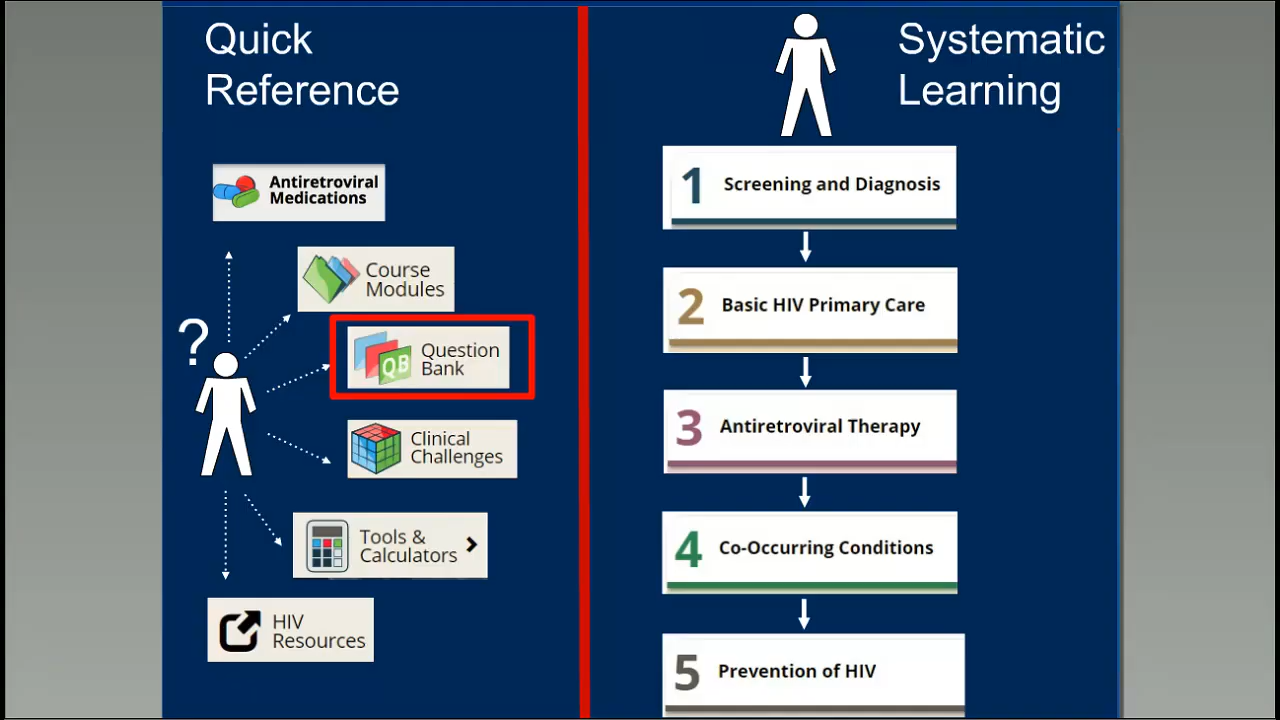 Quick
Reference
Antiretroviral
Medications
Course
Modules
?
QB
Question
Bank
Clinical
Challenges
Tools &
Calculators
HIV
Resources
Systematic
Learning
1 Screening and Diagnosis
2 Basic HIV Primary Care
3 Antiretroviral Therapy
4 Co-Occurring Conditions
5 Prevention of HIV